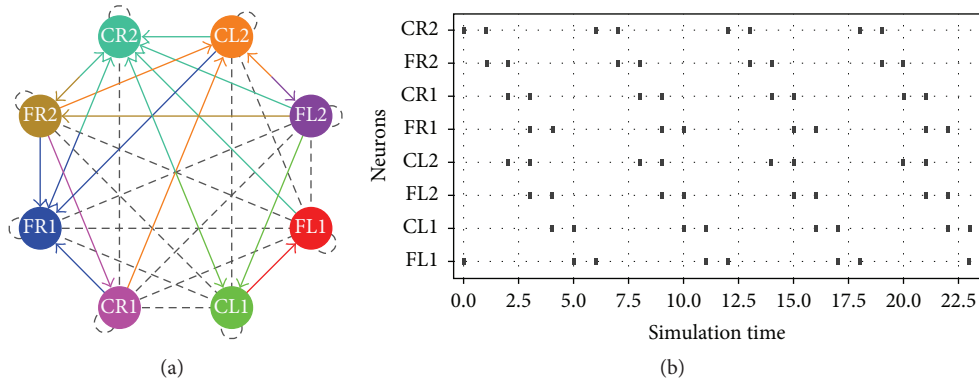 CR2
CL2
FR2
FL2
FR1
FL1
CR1
CL1
(a)
Neurons
CR2
FR2
CR1
FR1
CL2
FL2
CL1
FL1
0.0 2.5 5.0 7.5 10.0 12.5 15.0 17.5 20.0 22.5
Simulation time
(b)